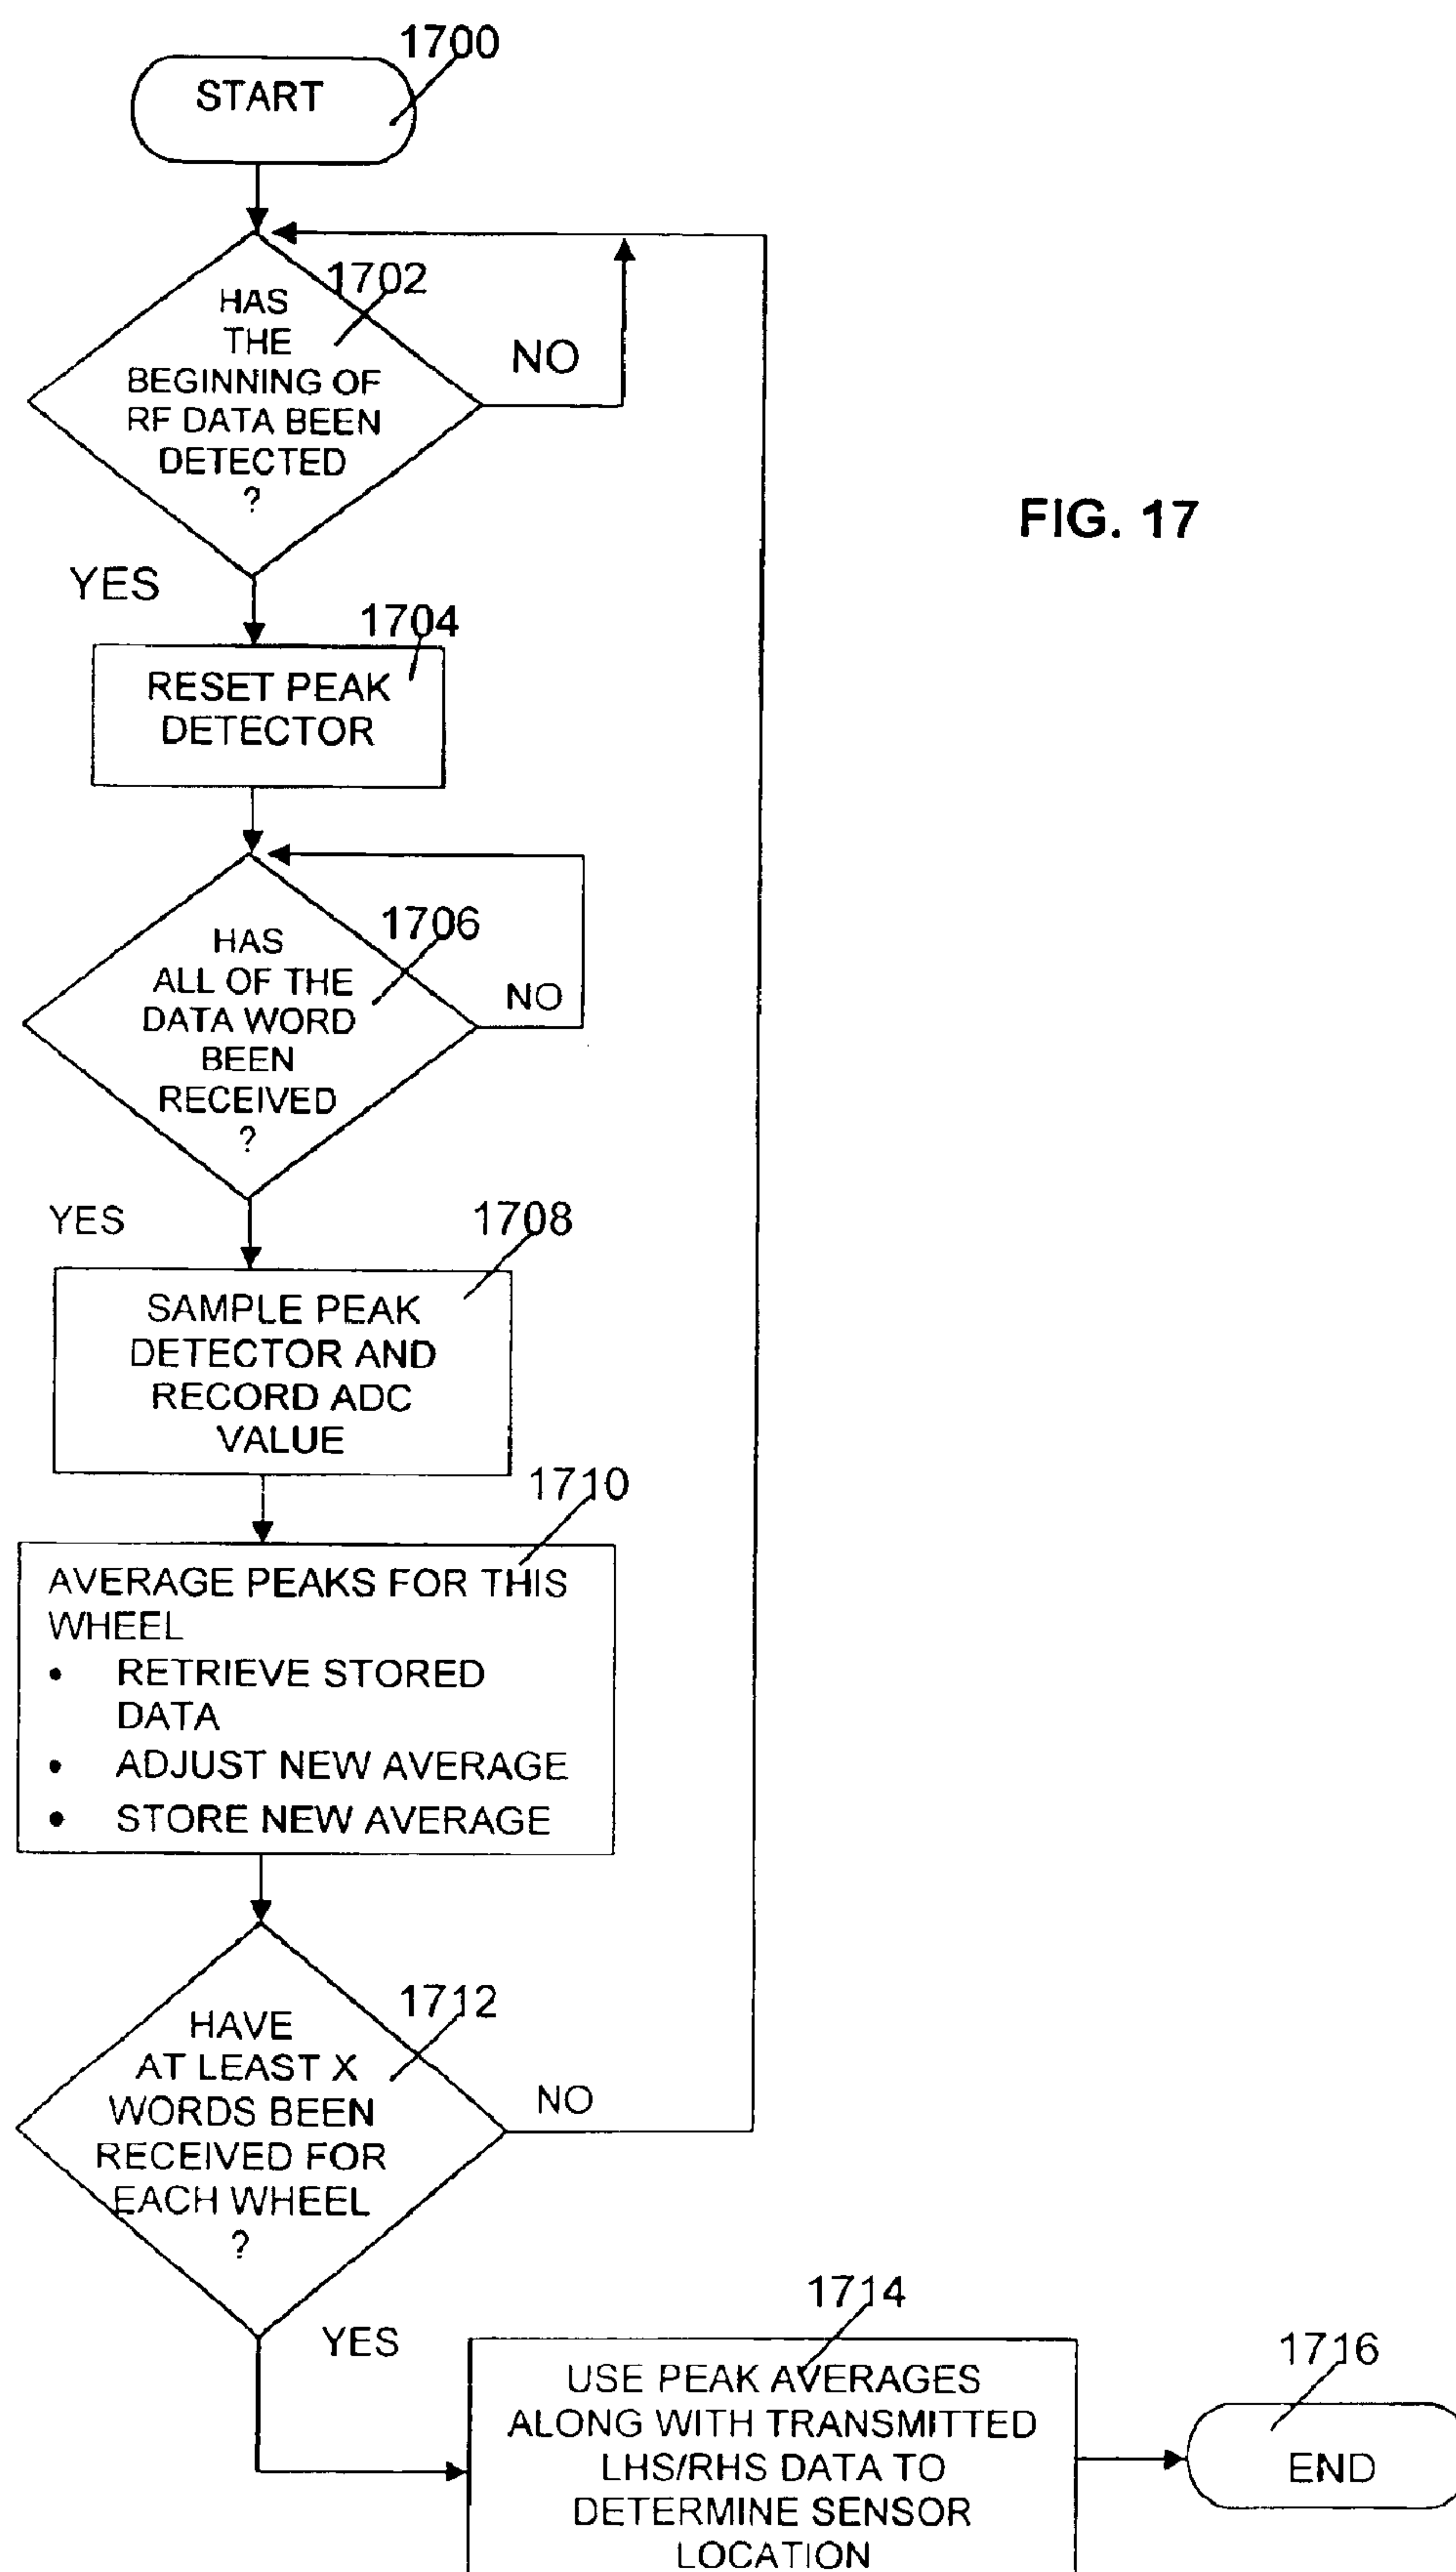 1700
START
1702
HAS
THE
BEGINNING OF
RF DATA BEEN
DETECTED
?
NO
FIG. 17
YES
1704
RESET PEAK
DETECTOR
1706
HAS
ALL OF THE
DATA WORD
BEEN
RECEIVED
?
NO
YES
1708
SAMPLE PEAK
DETECTOR AND
RECORD ADC
VALUE
1710
AVERAGE PEAKS FOR THIS
WHEEL
• RETRIEVE STORED
DATA
• ADJUST NEW AVERAGE
• STORE NEW AVERAGE
1712
HAVE
AT LEAST X
WORDS BEEN
RECEIVED FOR
EACH WHEEL
?
NO
YES
1714
USE PEAK AVERAGES
ALONG WITH TRANSMITTED
LHS/RHS DATA TO
DETERMINE SENSOR
LOCATION
1716
END